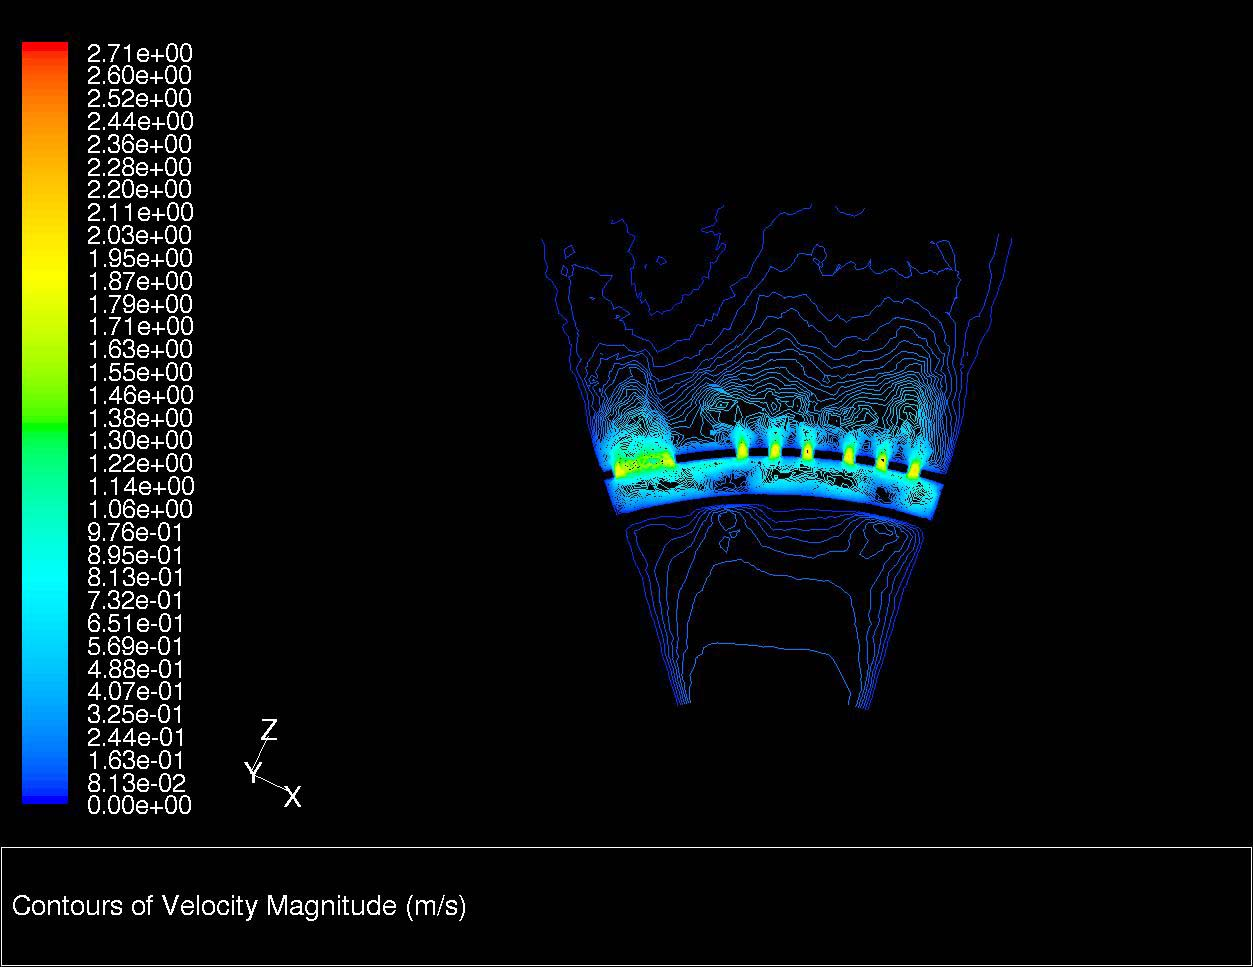 2.71e+00
2.60e+00
2.52e+00
2.44e+00
2.36e+00
2.28e+00
2.20e+00
2.11e+00
2.03e+00
1.95e+00
1.87e+00
1.79e+00
1.71e+00
1.63e+00
1.55e+00
1.46e+00
1.38e+00
1.30e+00
1.22e+00
1.14e+00
1.06e+00
9.76e-01
8.95e-01
8.13e-01
7.32e-01
6.51e-01
5.69e-01
4.88e-01
4.07e-01
3.25e-01
2.44e-01
1.63e-01
8.13e-02
0.00e+00
Z
Y
X
Contours of Velocity Magnitude (m/s)